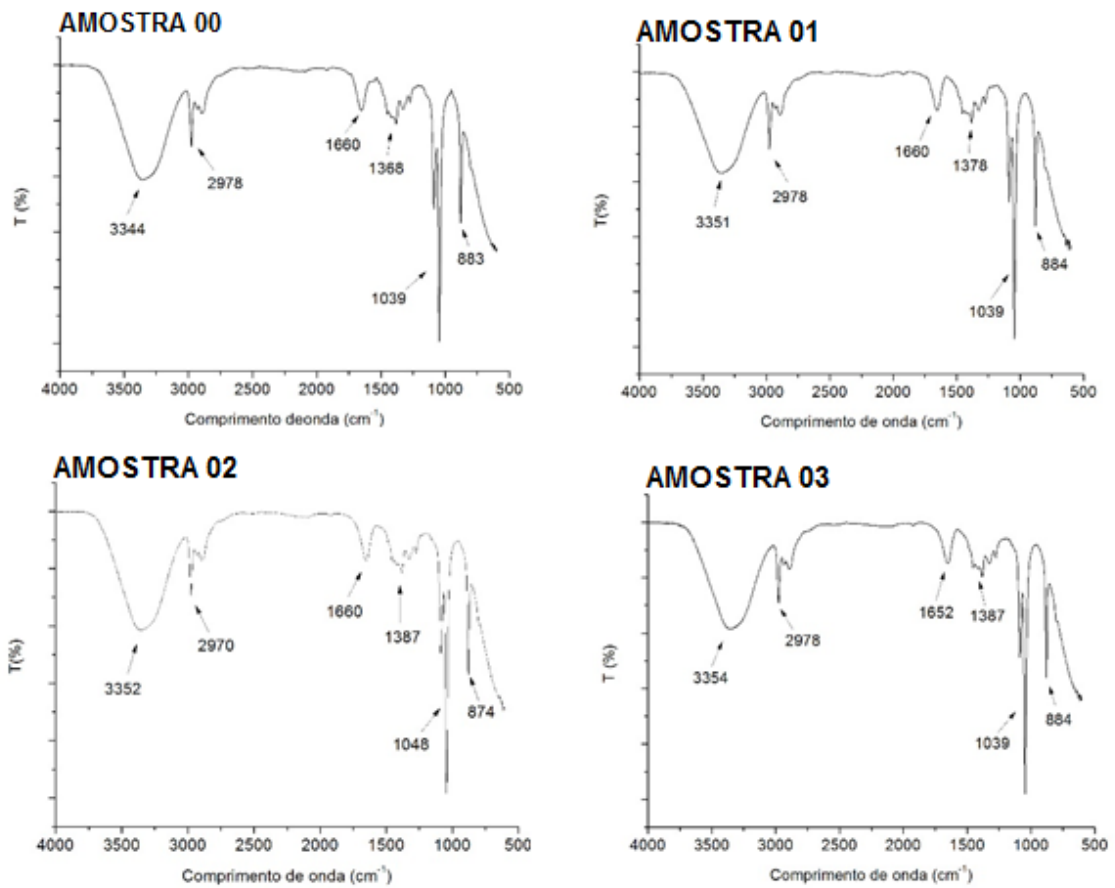 AMOSTRA 00
T (%)
3344
2978
1660
1368
1039
883
4000 3500 3000 2500 2000 1500 1000 500
Comprimento deonda (cm⁻¹)
AMOSTRA 01
T(%)
3351
2978
1660
1378
1039
884
4000 3500 3000 2500 2000 1500 1000 500
Comprimento de onda (cm⁻¹)
AMOSTRA 02
T(%)
3352
2970
1660
1387
1048
874
4000 3500 3000 2500 2000 1500 1000 500
Comprimento de onda (cm⁻¹)
AMOSTRA 03
T (%)
3354
2978
1652
1387
1039
884
4000 3500 3000 2500 2000 1500 1000 500
Comprimento de onda (cm⁻¹)